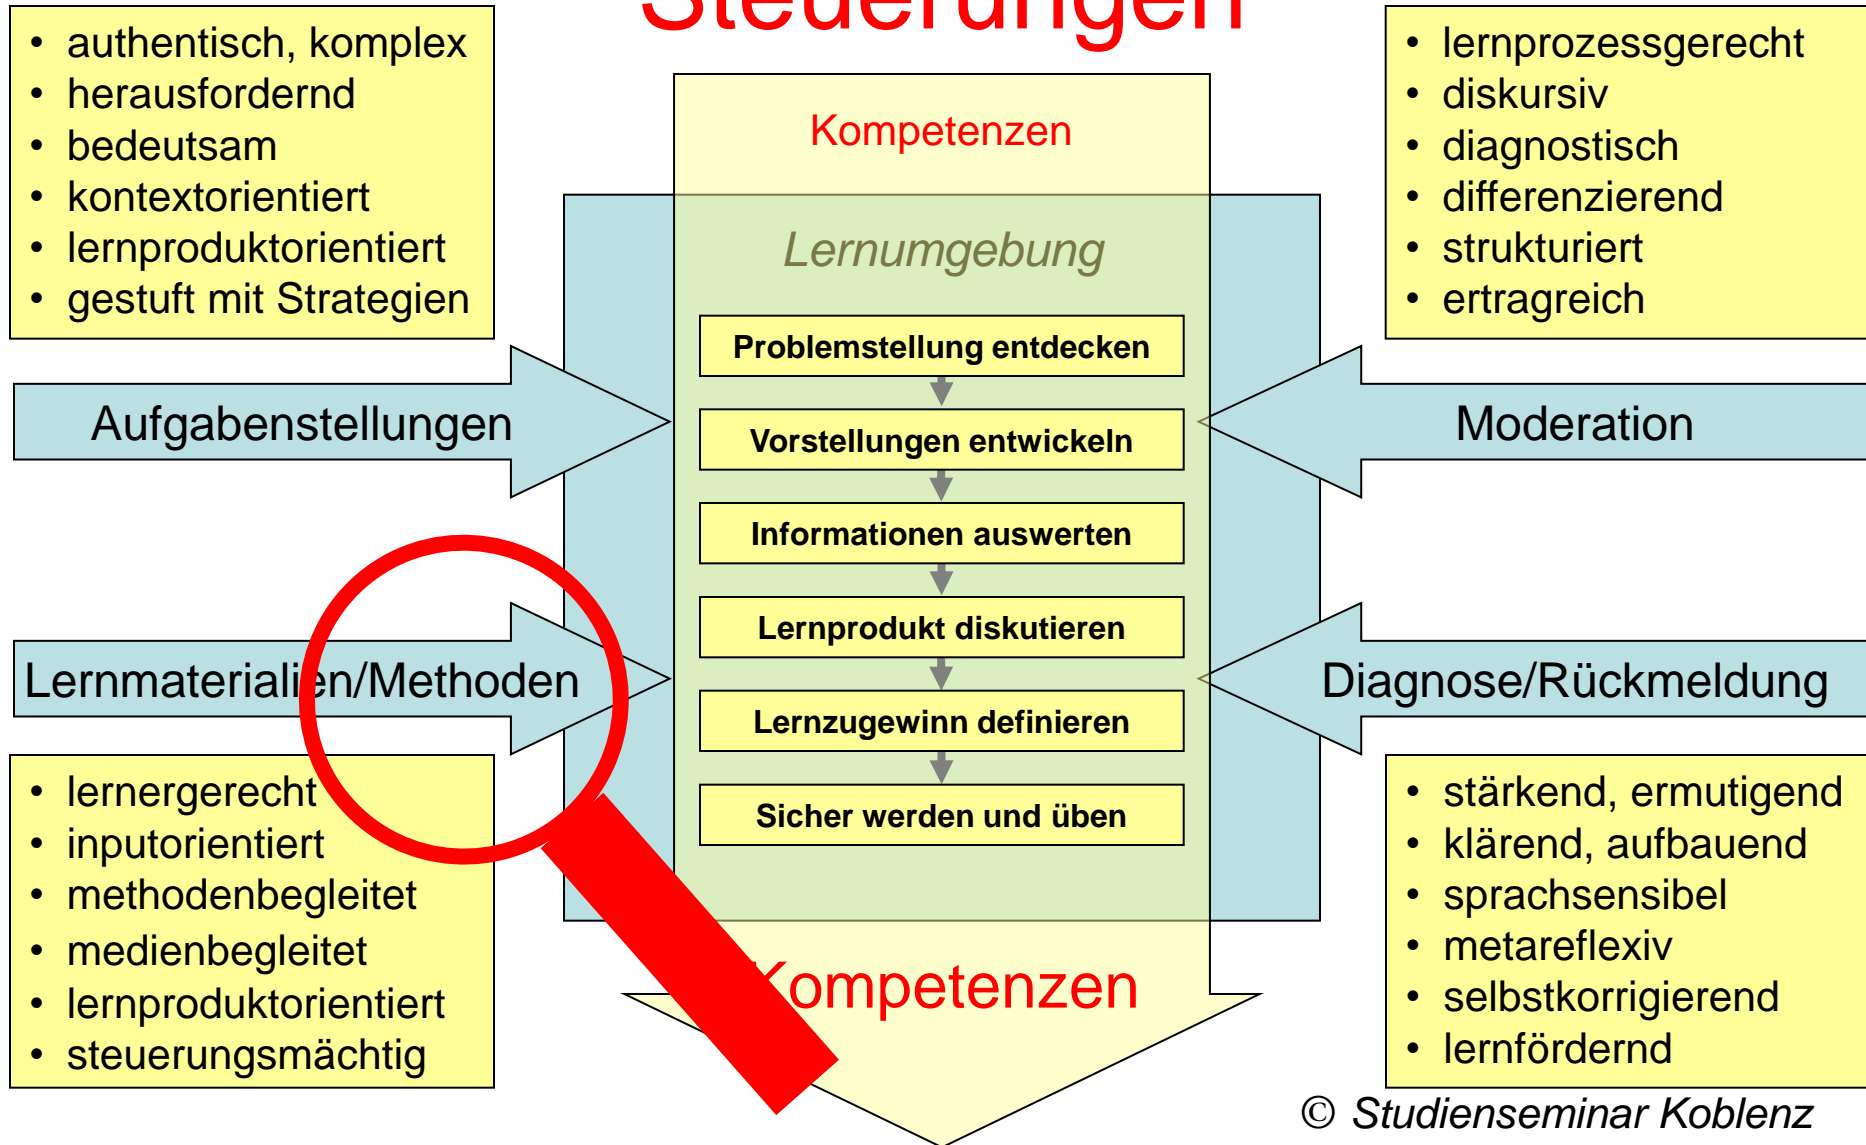 Steuerungen
• authentisch, komplex
• herausfordernd
• bedeutsam
• kontextorientiert
• lernproduktorientiert
• gestuft mit Strategien
• lernprozessgerecht
• diskursiv
• diagnostisch
• differenzierend
• strukturiert
• ertragreich
Kompetenzen
Lernumgebung
Problemstellung entdecken
Vorstellungen entwickeln
Informationen auswerten
Lernprodukt diskutieren
Lernzugewinn definieren
Sicher werden und üben
Kompetenzen
Aufgabenstellungen
Moderation
Lernmaterialien/Methoden
Diagnose/Rückmeldung
• lernergerecht
• inputorientiert
• methodenbegleitet
• medienbegleitet
• lernproduktorientiert
• steuerungsmächtig
• stärkend, ermutigend
• klärend, aufbauend
• sprachsensibel
• metareflexiv
• selbstkorrigierend
• lernfördernd
© Studienseminar Koblenz